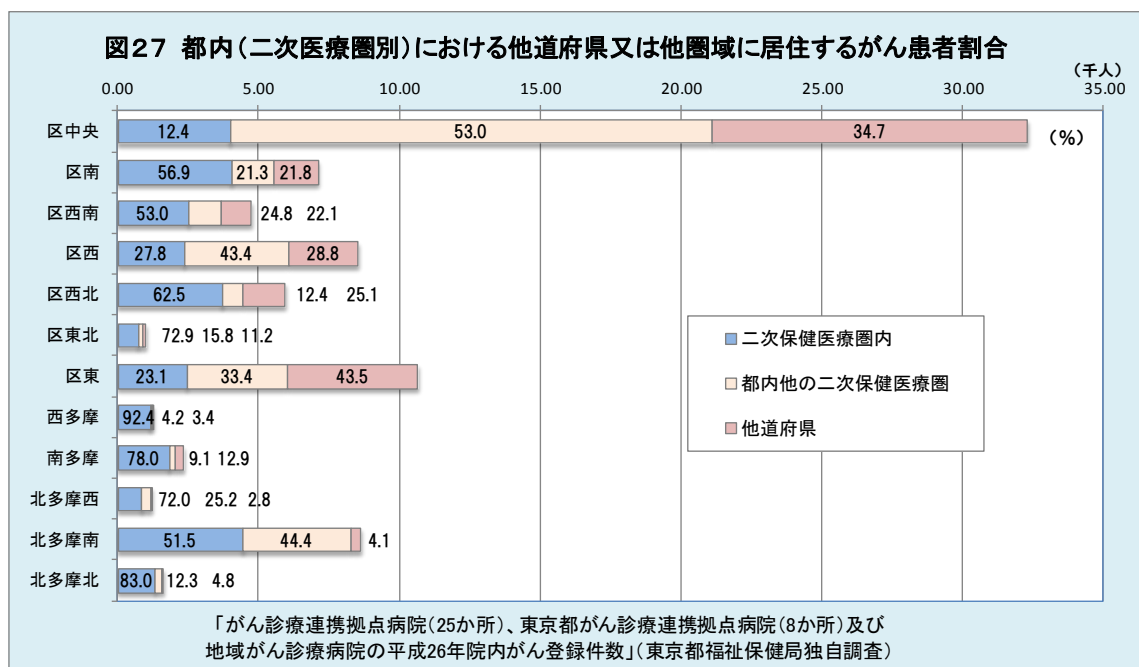 図27 都内(二次医療圏別)における他道府県又は他圏域に居住するがん患者割合
(千人)
0.00 5.00 10.00 15.00 20.00 25.00 30.00 35.00
区中央 12.4 53.0 34.7 (%)
区南 56.9 21.3 21.8
区西南 53.0 24.8 22.1
区西 27.8 43.4 28.8
区西北 62.5 12.4 25.1
区東北 72.9 15.8 11.2
区東 23.1 33.4 43.5
西多摩 92.4 4.2 3.4
南多摩 78.0 9.1 12.9
北多摩西 72.0 25.2 2.8
北多摩南 51.5 44.4 4.1
北多摩北 83.0 12.3 4.8
二次保健医療圏内
都内他の二次保健医療圏
他道府県
「がん診療連携拠点病院(25か所)、東京都がん診療連携拠点病院(8か所)及び
地域がん診療病院の平成26年院内がん登録件数」(東京都福祉保健局独自調査)